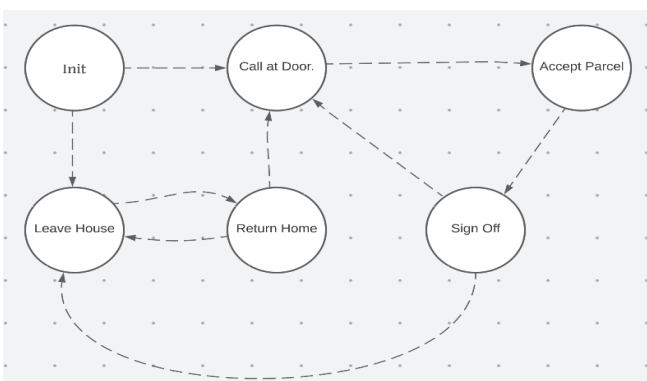 Init
Call at Door.
Accept Parcel
Leave House
Return Home
Sign Off